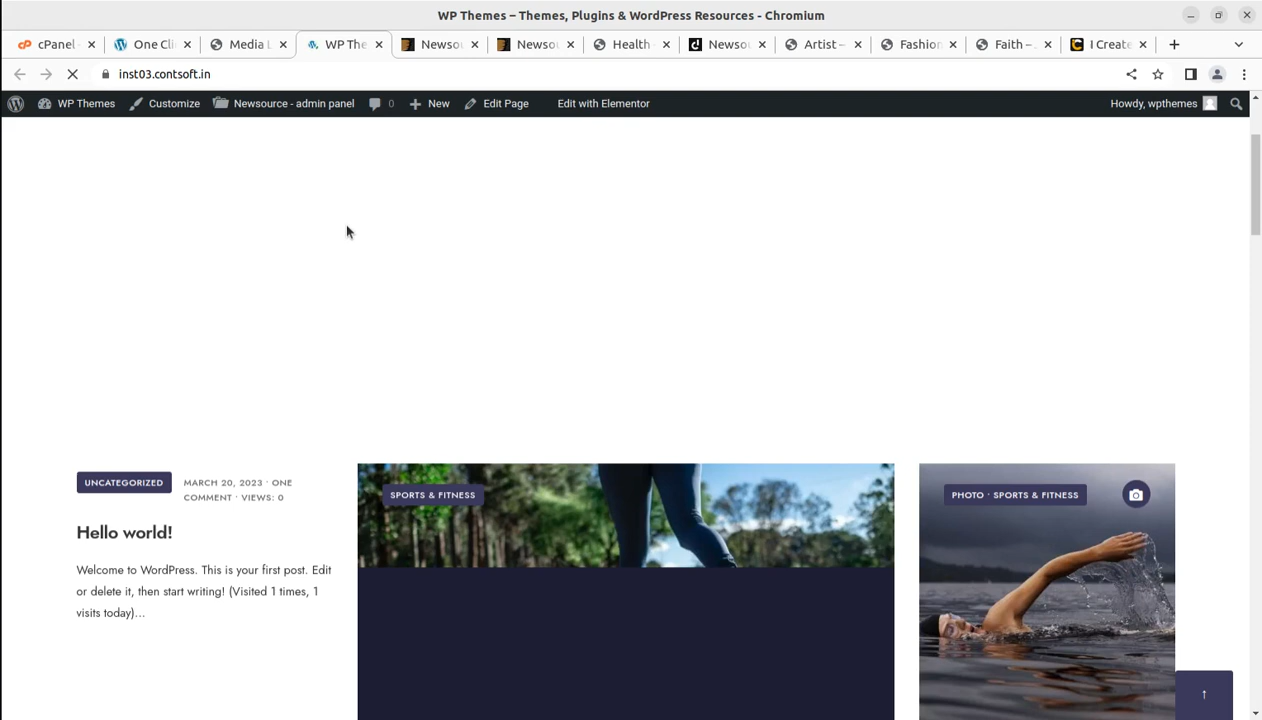 WP Themes – Themes, Plugins & WordPress Resources - Chromium
cPanel
One Cli
Media L
WP The
Newsou
Newsou
Health
Newsou
Artist –
Fashion
Faith –
I Create
inst03.contsoft.in
WP Themes
Customize
Newsource - admin panel
0
New
Edit Page
Edit with Elementor
Howdy, wpthemes
UNCATEGORIZED
MARCH 20, 2023 · ONE
COMMENT · VIEWS: 0
Hello world!
Welcome to WordPress. This is your first post. Edit
or delete it, then start writing! (Visited 1 times, 1
visits today)...
SPORTS & FITNESS
PHOTO · SPORTS & FITNESS